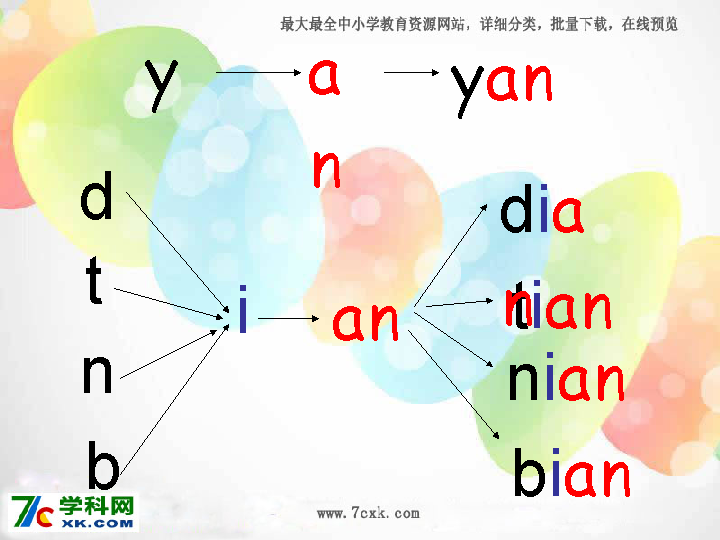 最大最全中小学教育资源网站，详细分类，批量下载，在线预览
y a yan
n
d dia
t n tian
i an
n nian
b bian
7c 学科网
XK.COM
www.7cxk.com